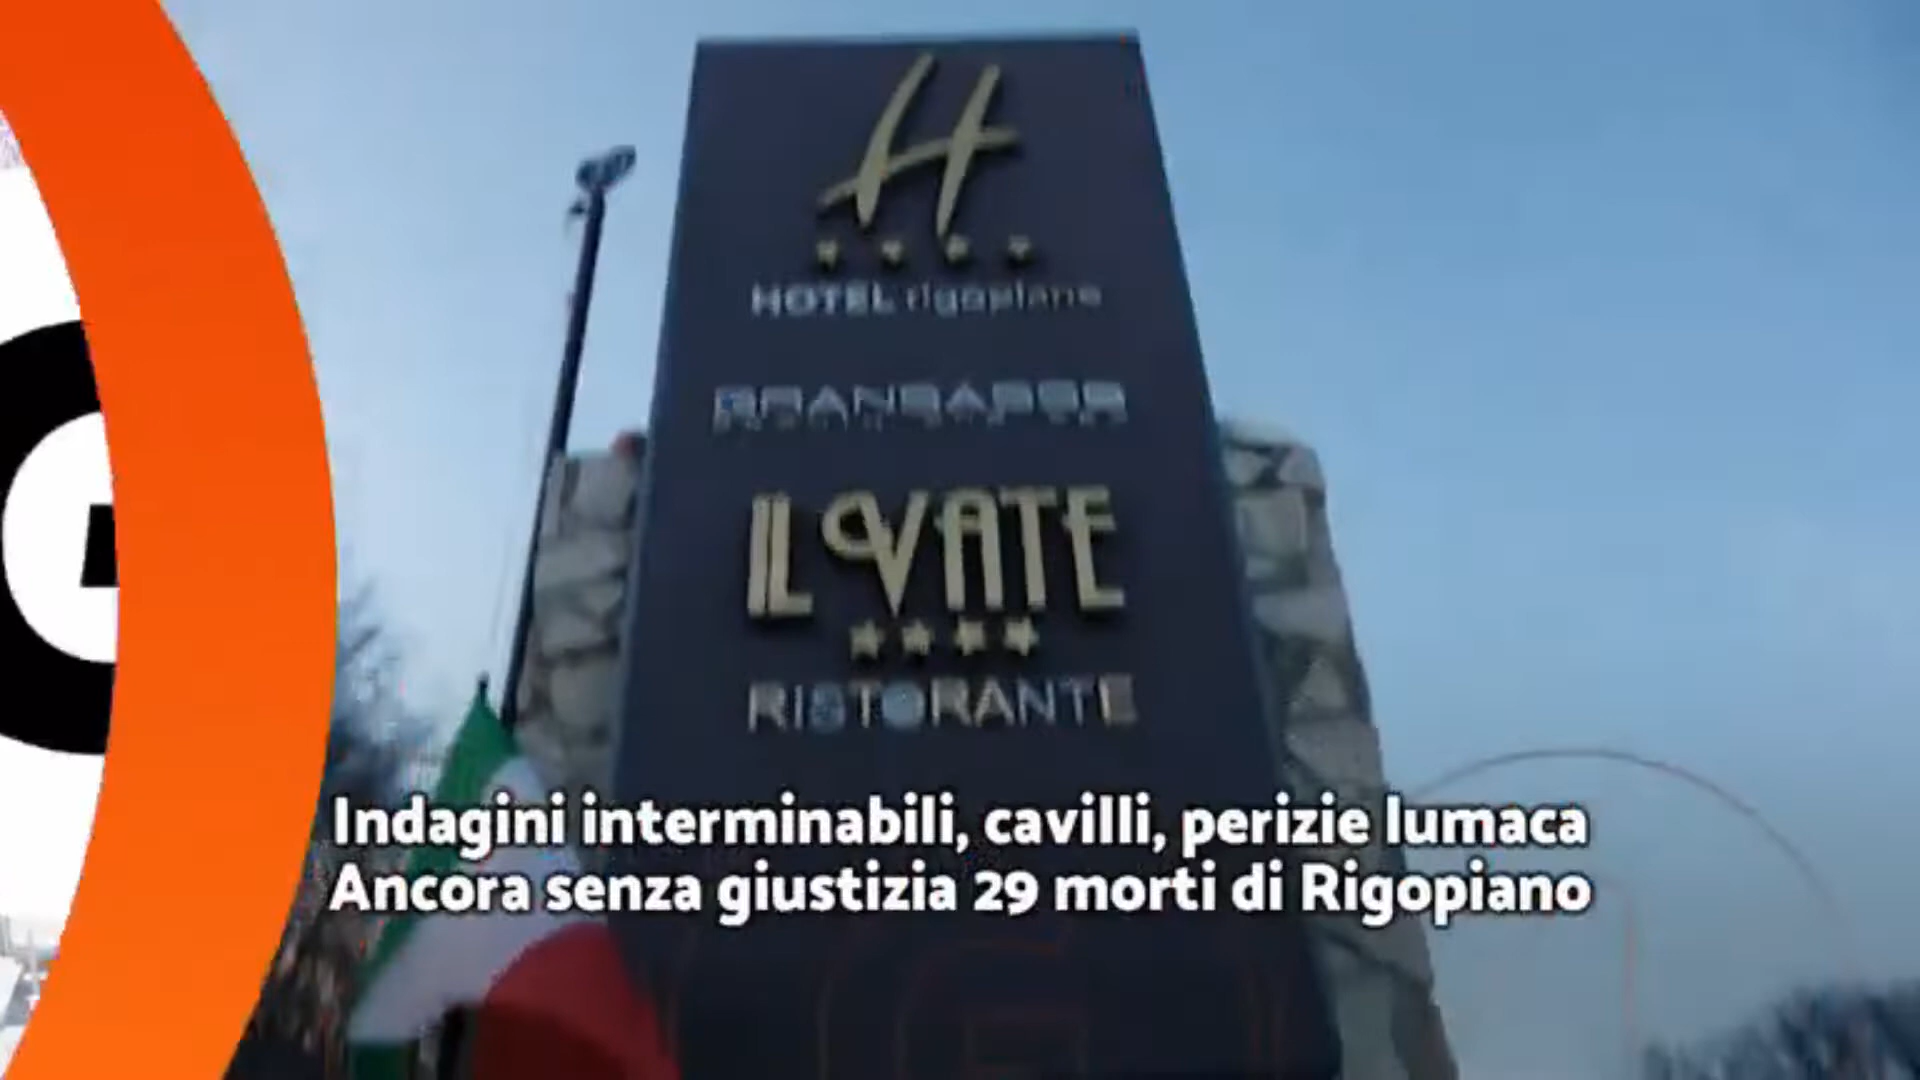 H
HOTEL rigopiano
IL VATE
RISTORANTE
Indagini interminabili, cavilli, perizie lumaca
Ancora senza giustizia 29 morti di Rigopiano
G